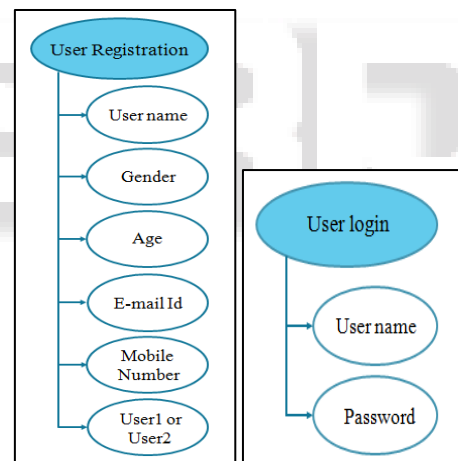 User Registration
User name
Gender
Age
E-mail Id
Mobile
Number
User1 or
User2
User login
User name
Password